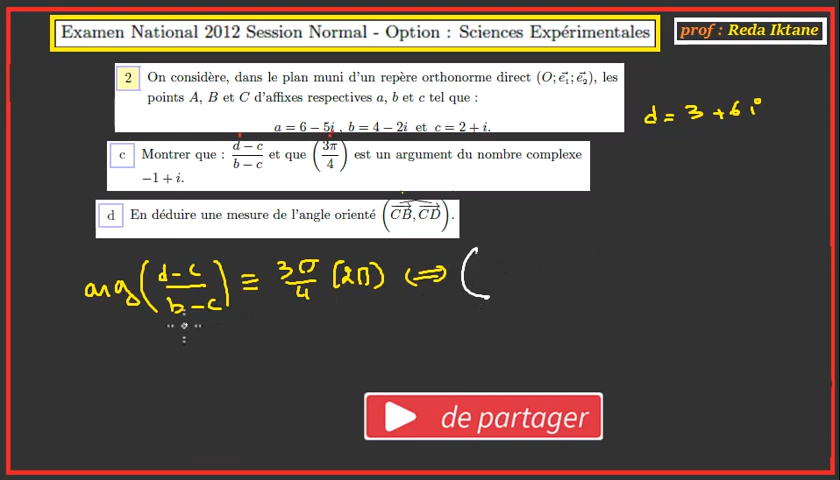 Examen National 2012 Session Normal - Option : Sciences Expérimentales
prof : Reda Iktane
2 On considère, dans le plan muni d'un repère orthonorme direct (O; e⃗₁; e⃗₂), les
points A, B et C d'affixes respectives a, b et c tel que :
a = 6 − 5i , b = 4 − 2i et c = 2 + i.
d = 3 + 6i
c Montrer que : (d − c)/(b − c) et que (3π/4) est un argument du nombre complexe
−1 + i.
d En déduire une mesure de l'angle orienté (CB⃗, CD⃗).
arg((d − c)/(b − c)) ≡ 3π/4 [2π] ⟺ (
de partager